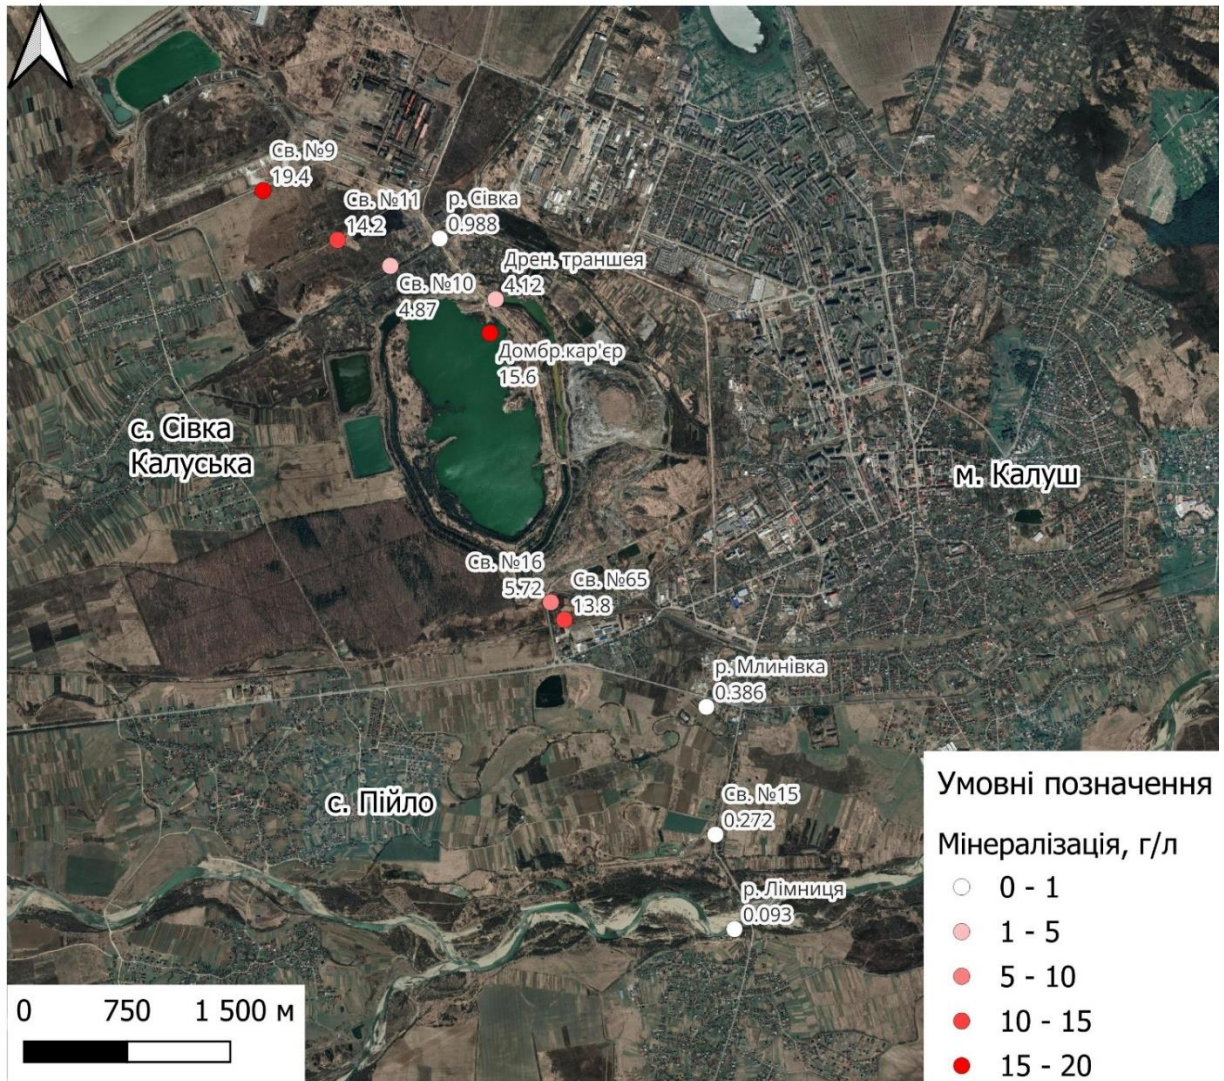 Св. №9
19.4
Св. №11
14.2
р. Сівка
0.988
Св. №10
4.87
Дрен. траншея
4.12
Домбр.кар'єр
15.6
с. Сівка
Калуська
м. Калуш
Св. №16
5.72
Св. №65
13.8
р. Млинівка
0.386
с. Пійло
Св. №15
0.272
р. Лімниця
0.093
Умовні позначення
Мінералізація, г/л
0 - 1
1 - 5
5 - 10
10 - 15
15 - 20
0 750 1 500 м